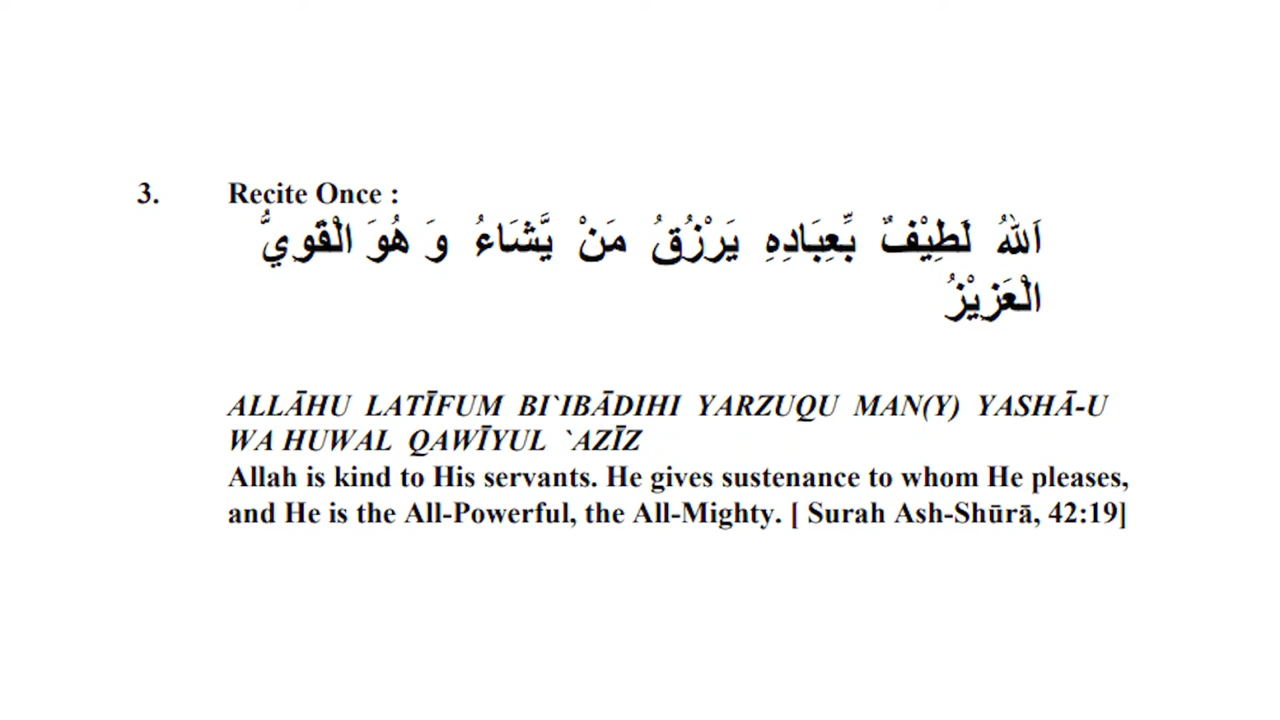 3. Recite Once :
اَللهُ لَطِيْفٌ بِّعِبَادِهِ يَرْزُقُ مَنْ يَّشَاءُ وَ هُوَ الْقَوِيُّ
الْعَزِيْزُ
ALLĀHU LATĪFUM BI`IBĀDIHI YARZUQU MAN(Y) YASHĀ-U
WA HUWAL QAWĪYUL `AZĪZ
Allah is kind to His servants. He gives sustenance to whom He pleases,
and He is the All-Powerful, the All-Mighty. [ Surah Ash-Shūrā, 42:19]